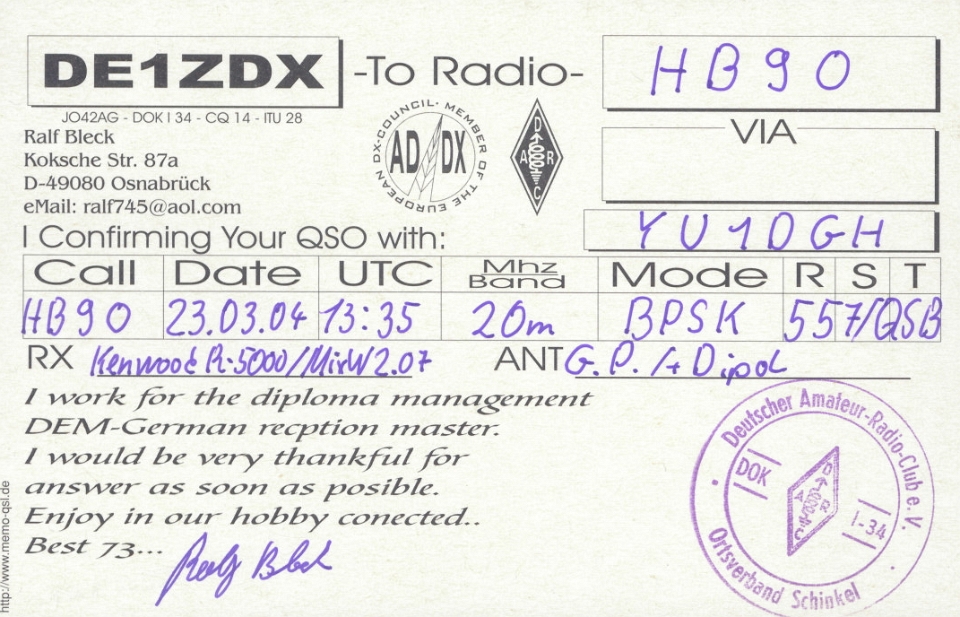 DE1ZDX
-To Radio-
HB9O
JO42AG - DOK I 34 - CQ 14 - ITU 28
Ralf Bleck
Koksche Str. 87a
D-49080 Osnabrück
eMail: ralf745@aol.com
DX-COUNCIL· MEMBER OF THE EUROPEAN
AD DX
D A R C
VIA
I Confirming Your QSO with:
YU1DGH
Call Date UTC Mhz Band Mode R S T
HB9O 23.03.04 13:35 20m BPSK 557/QSB
RX Kenwood R-5000/MixW2.07 ANT G.P. /+ Dipol
I work for the diploma management
DEM-German recption master.
I would be very thankful for
answer as soon as posible.
Enjoy in our hobby conected..
Best 73... Ralf Bleck
Deutscher Amateur-Radio-Club e.V.
DOK
D A R C
I-34
Ortsverband Schinkel
http://www.memo-qsl.de